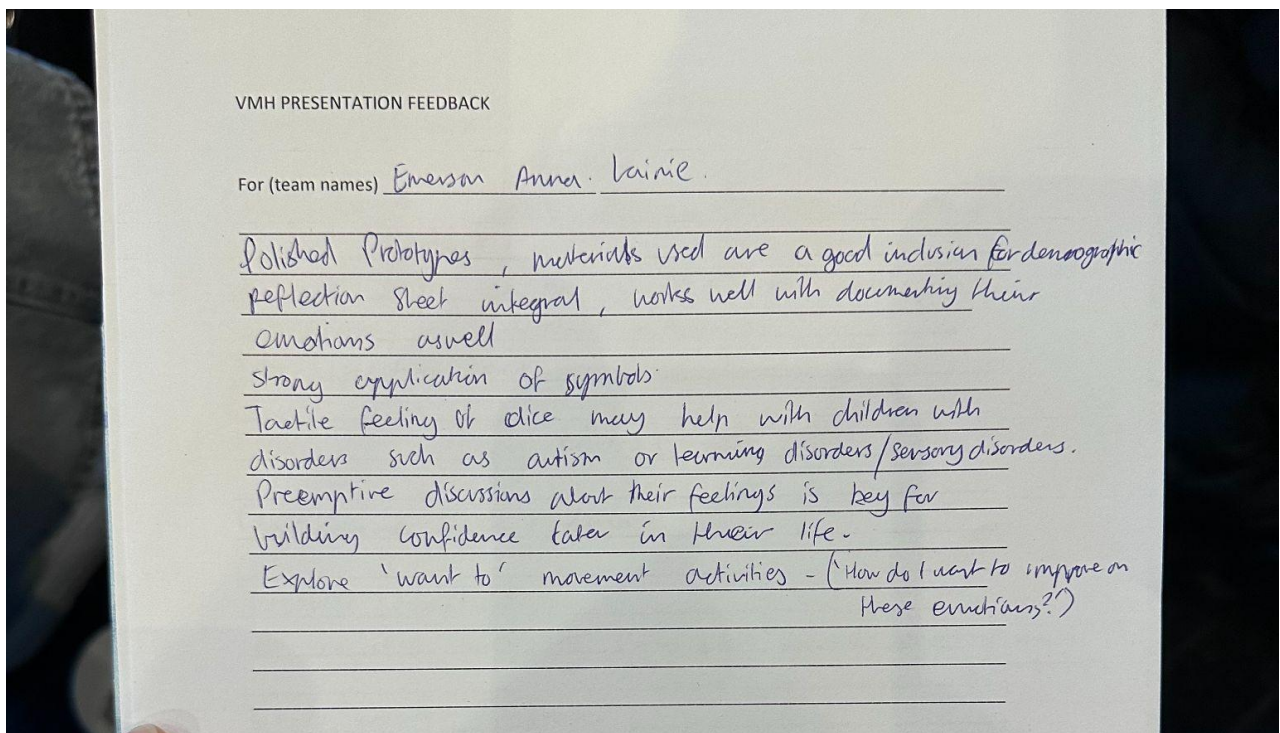 VMH PRESENTATION FEEDBACK
For (team names) Emerson Anna. Lainie.
Polished Prototypes, materials used are a good inclusion for demographic
reflection sheet integral, works well with documenting their
emotions aswell
Strong application of symbols
Tactile feeling of dice may help with children with
disorders such as autism or learning disorders/sensory disorders.
Preemptive discussions about their feelings is key for
building confidence later in their life.
Explore 'want to' movement activities - ('How do I want to improve on
these emotions?')